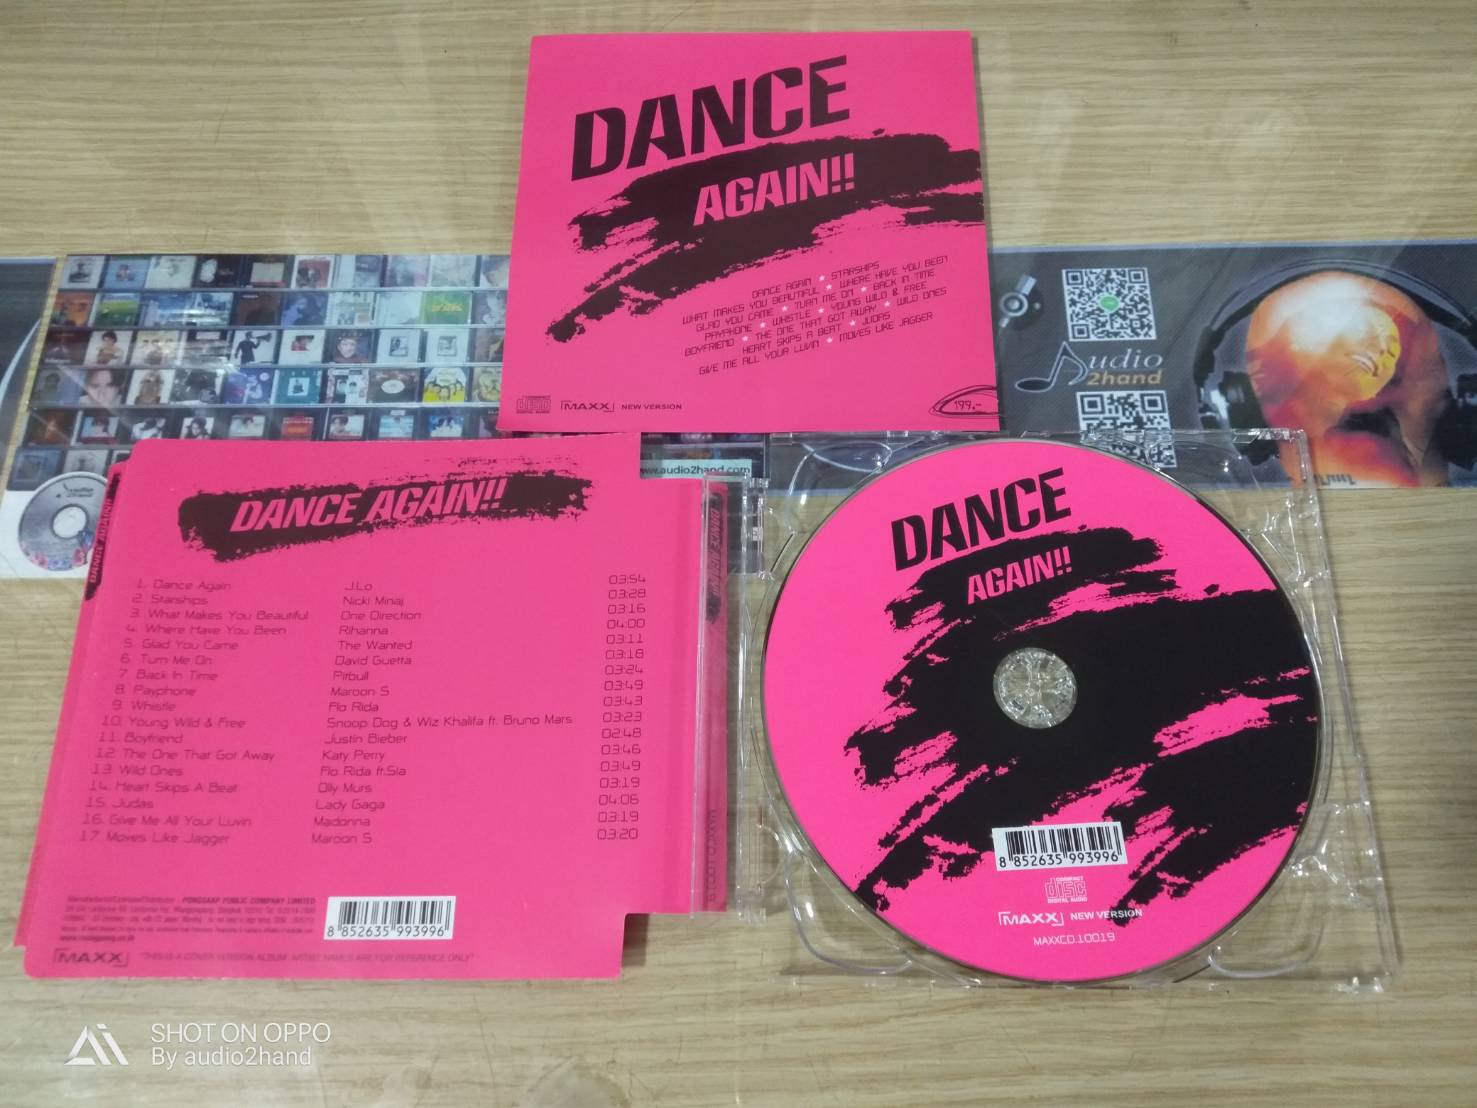 DANCE
AGAIN!!
DANCE AGAIN ★ STARSHIPS
WHAT MAKES YOU BEAUTIFUL ★ WHERE HAVE YOU BEEN
GLAD YOU CAME ★ TURN ME ON ★ BACK IN TIME
PAYPHONE ★ WHISTLE ★ YOUNG WILD & FREE
BOYFRIEND ★ THE ONE THAT GOT AWAY ★ WILD ONES
HEART SKIPS A BEAT ★ JUDAS
GIVE ME ALL YOUR LUVIN ★ MOVES LIKE JAGGER
COMPACT
disc
DIGITAL AUDIO
MAXX NEW VERSION
199.-
Audio
2hand
www.audio2hand.com
DANCE AGAIN!!
DANCE AGAIN!!
1. Dance Again J.Lo 03:54
2. Starships Nicki Minaj 03:28
3. What Makes You Beautiful One Direction 03:16
4. Where Have You Been Rihanna 04:00
5. Glad You Came The Wanted 03:11
6. Turn Me On David Guetta 03:18
7. Back In Time Pitbull 03:24
8. Payphone Maroon 5 03:49
9. Whistle Flo Rida 03:43
10. Young Wild & Free Snoop Dog & Wiz Khalifa ft. Bruno Mars 03:23
11. Boyfriend Justin Bieber 02:48
12. The One That Got Away Katy Perry 03:46
13. Wild Ones Flo Rida ft.Sia 03:49
14. Heart Skips A Beat Olly Murs 03:19
15. Judas Lady Gaga 04:06
16. Give Me All Your Luvin Madonna 03:19
17. Moves Like Jagger Maroon 5 03:20
PONGSARP PUBLIC COMPANY LIMITED
8 852635 993996
MAXX "THIS IS A COVER VERSION ALBUM. ARTIST NAMES ARE FOR REFERENCE ONLY"
DANCE AGAIN!!
MAXXCD.10019
DANCE
AGAIN!!
8 852635 993996
COMPACT
disc
DIGITAL AUDIO
MAXX NEW VERSION
MAXXCD.10019
SHOT ON OPPO
By audio2hand